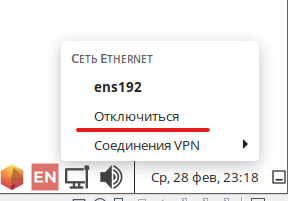 Сеть Ethernet
ens192
Отключиться
Соединения VPN
EN
Ср, 28 фев, 23:18